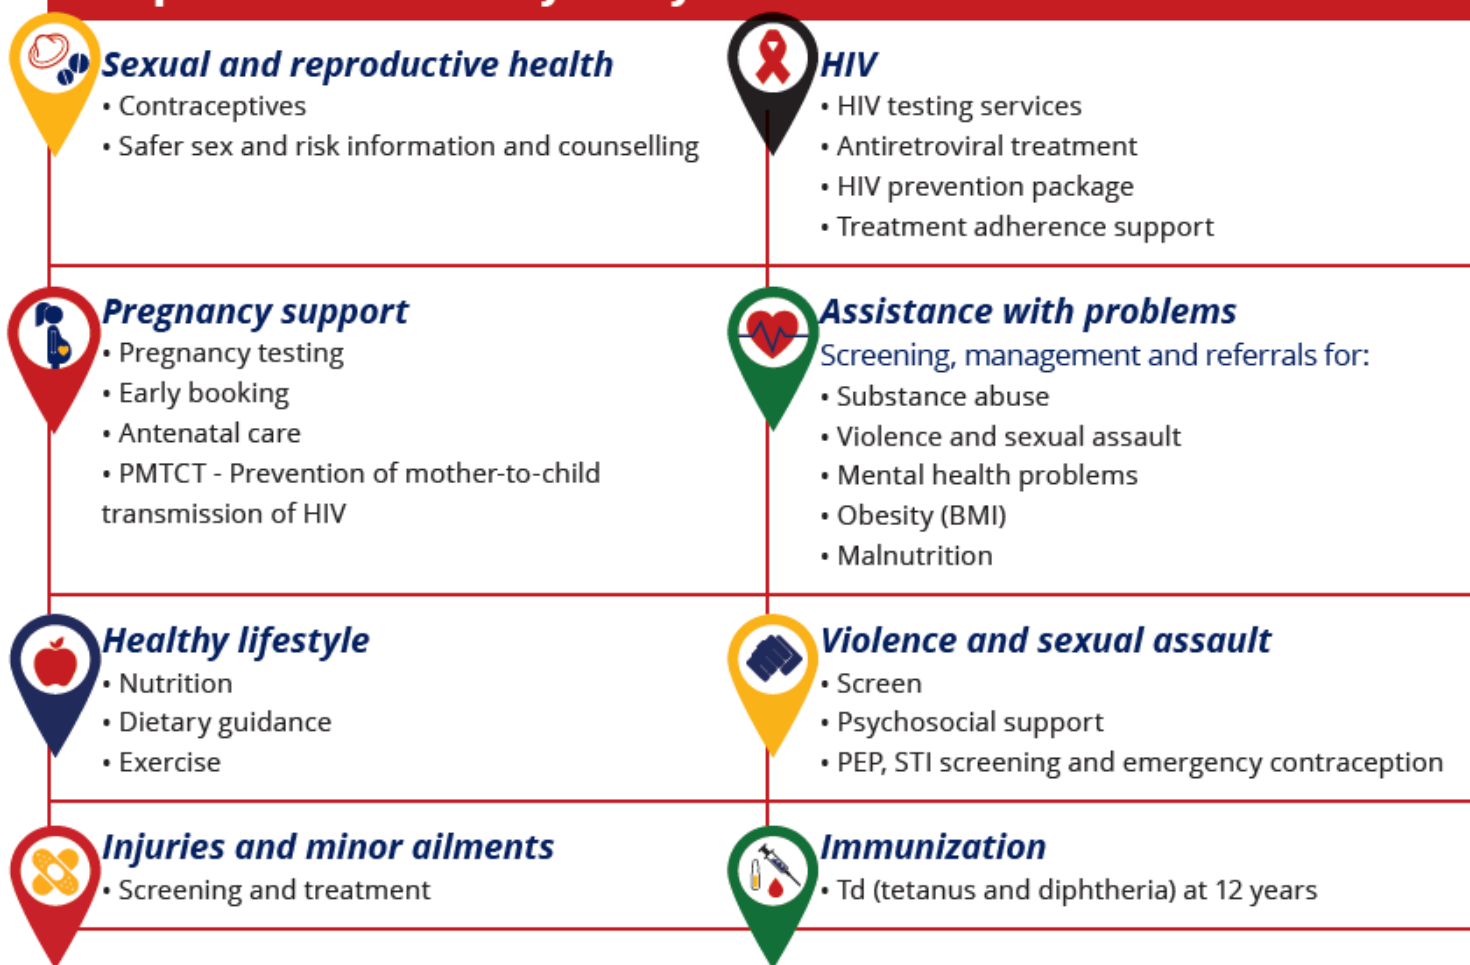 Sexual and reproductive health
• Contraceptives
• Safer sex and risk information and counselling
HIV
• HIV testing services
• Antiretroviral treatment
• HIV prevention package
• Treatment adherence support
Pregnancy support
• Pregnancy testing
• Early booking
• Antenatal care
• PMTCT - Prevention of mother-to-child
transmission of HIV
Assistance with problems
Screening, management and referrals for:
• Substance abuse
• Violence and sexual assault
• Mental health problems
• Obesity (BMI)
• Malnutrition
Healthy lifestyle
• Nutrition
• Dietary guidance
• Exercise
Violence and sexual assault
• Screen
• Psychosocial support
• PEP, STI screening and emergency contraception
Injuries and minor ailments
• Screening and treatment
Immunization
• Td (tetanus and diphtheria) at 12 years